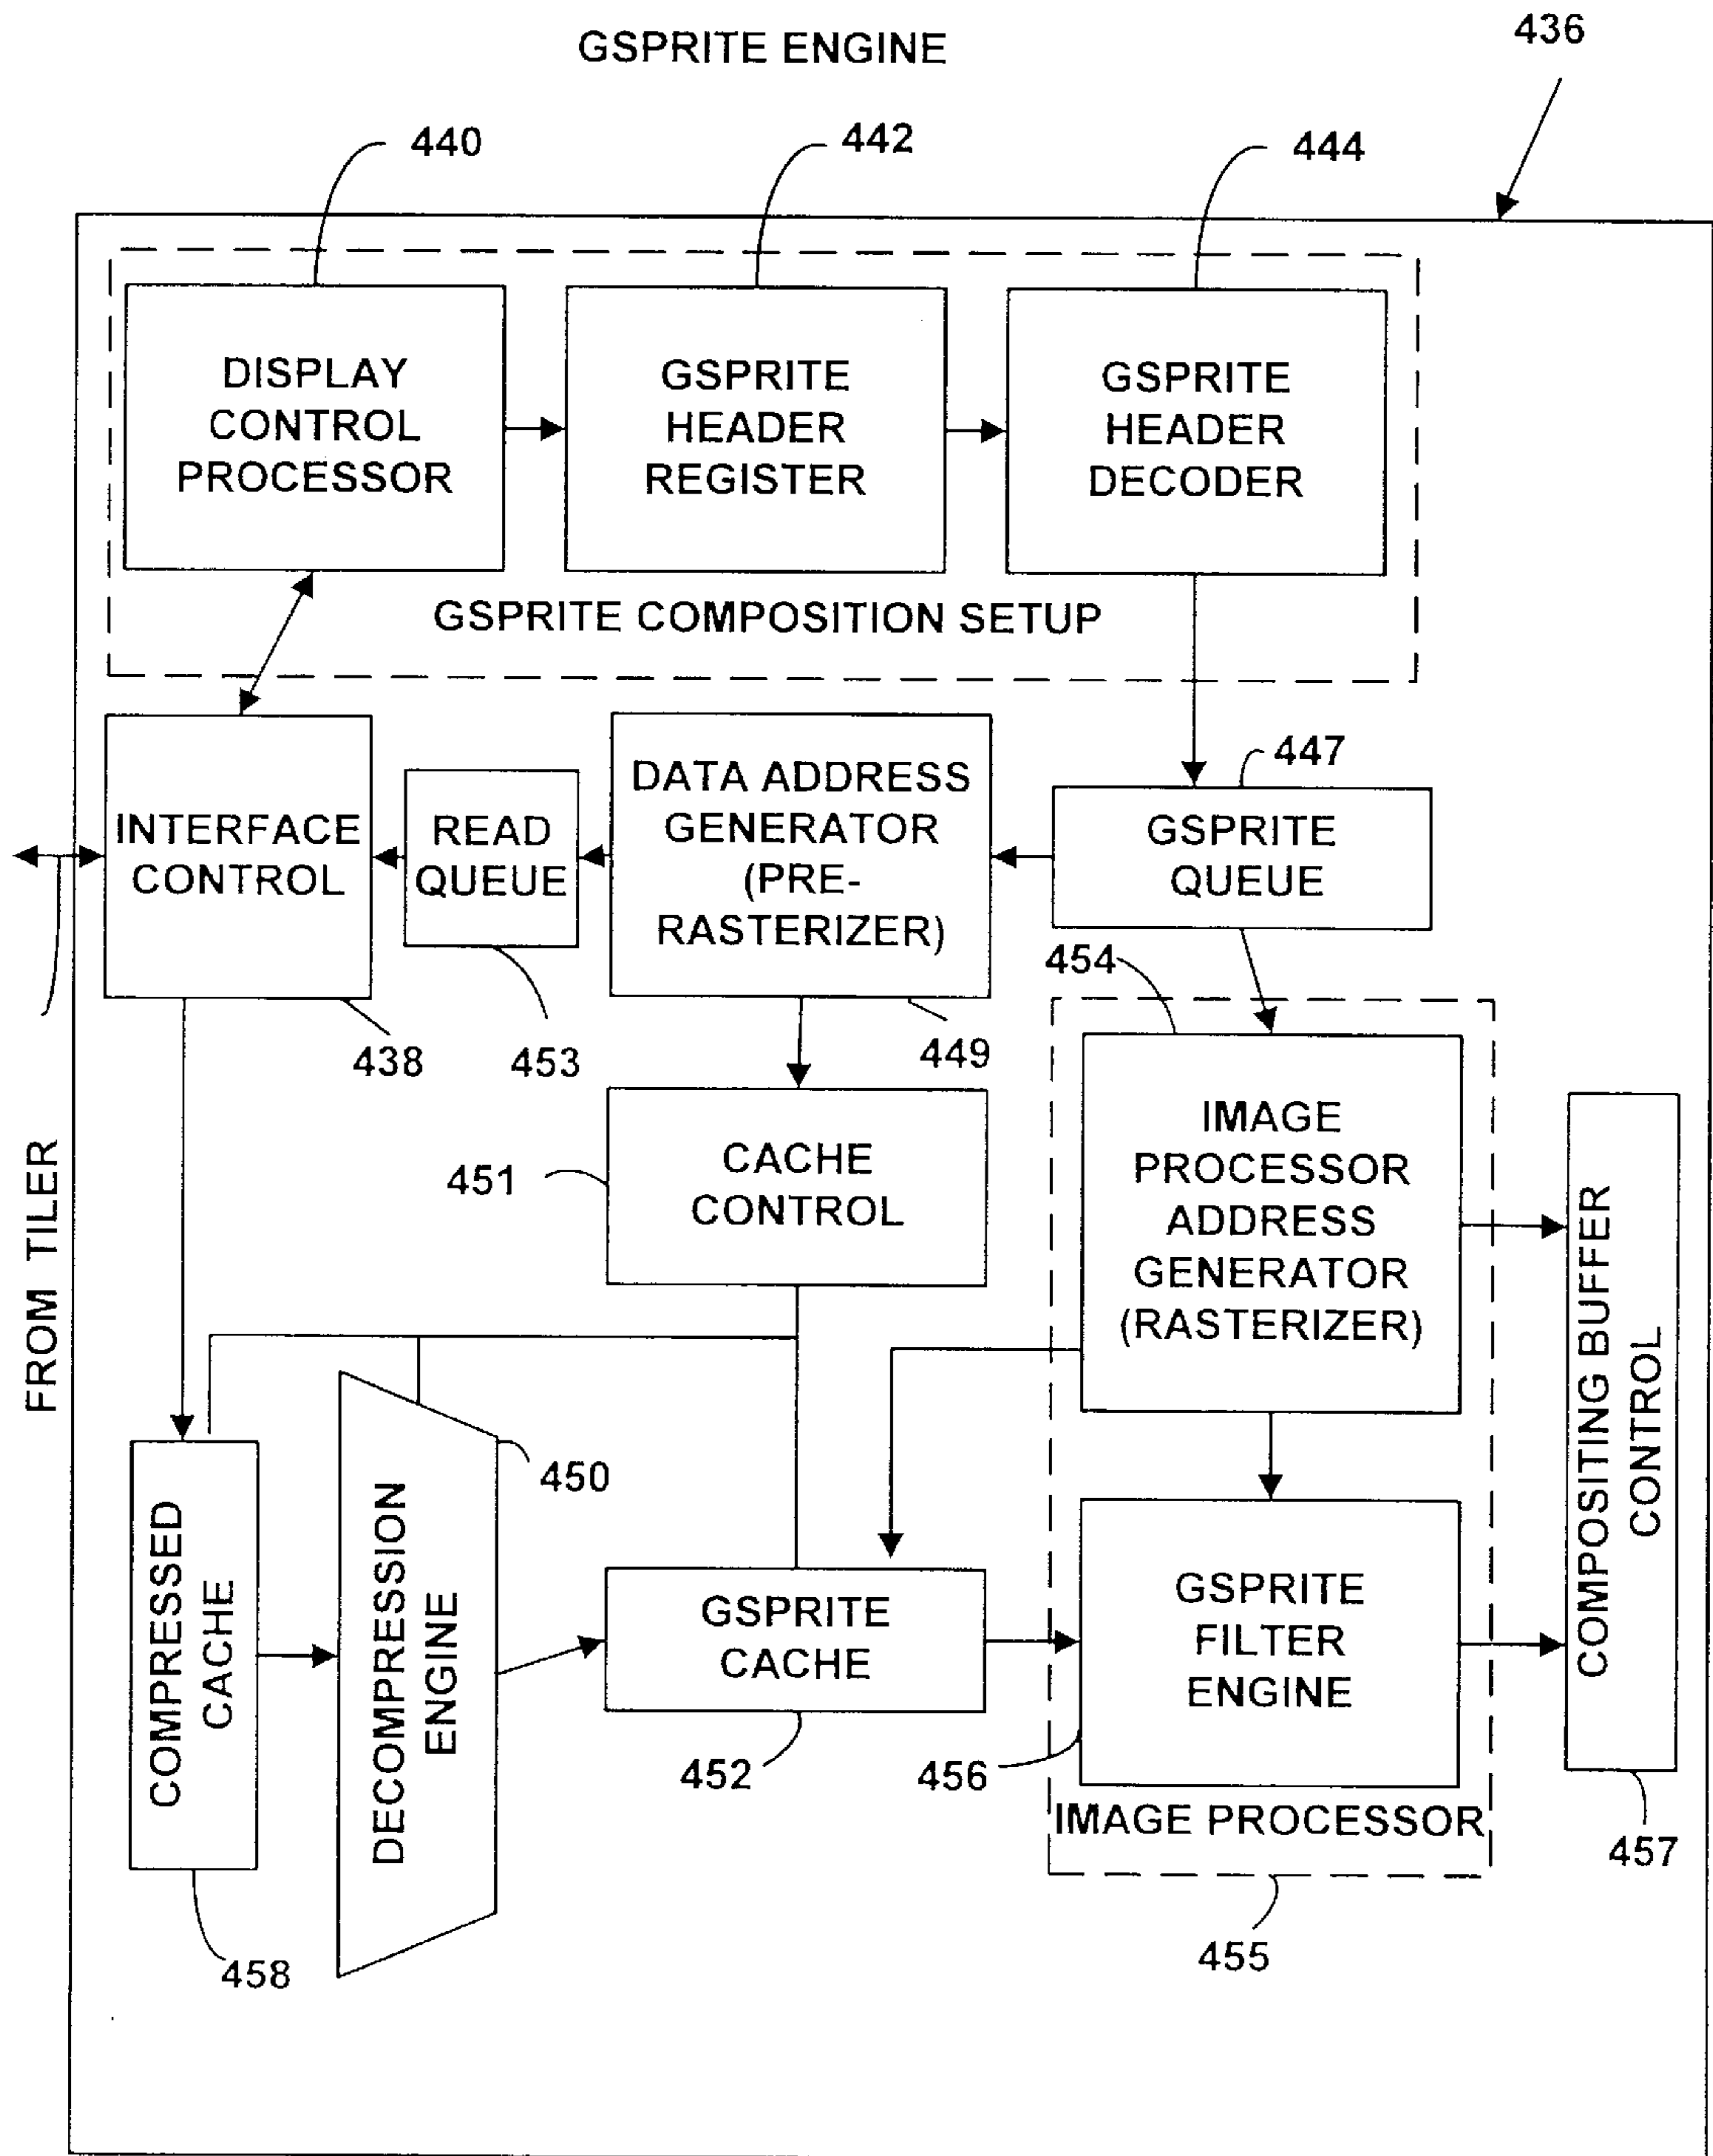 GSPRITE ENGINE
436
440
442
444
DISPLAY
CONTROL
PROCESSOR
GSPRITE
HEADER
REGISTER
GSPRITE
HEADER
DECODER
GSPRITE COMPOSITION SETUP
INTERFACE
CONTROL
READ
QUEUE
DATA ADDRESS
GENERATOR
(PRE-
RASTERIZER)
447
GSPRITE
QUEUE
438
453
449
454
FROM TILER
451
CACHE
CONTROL
IMAGE
PROCESSOR
ADDRESS
GENERATOR
(RASTERIZER)
COMPOSITING BUFFER
CONTROL
COMPRESSED
CACHE
450
DECOMPRESSION
ENGINE
GSPRITE
CACHE
452
GSPRITE
FILTER
ENGINE
456
IMAGE PROCESSOR
457
458
455